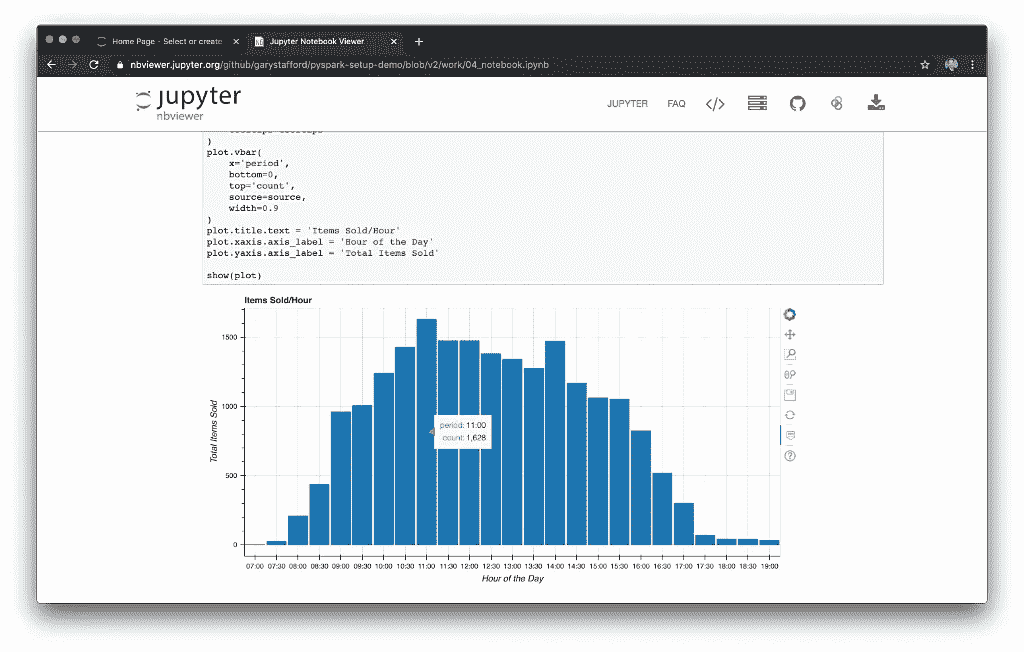 Home Page - Select or create
Jupyter Notebook Viewer
nbviewer.jupyter.org/github/garystafford/pyspark-setup-demo/blob/v2/work/04_notebook.ipynb
jupyter
nbviewer
JUPYTER FAQ </>
)
plot.vbar(
x='period',
bottom=0,
top='count',
source=source,
width=0.9
)
plot.title.text = 'Items Sold/Hour'
plot.xaxis.axis_label = 'Hour of the Day'
plot.yaxis.axis_label = 'Total Items Sold'
show(plot)
Items Sold/Hour
Total Items Sold
1500
1000
500
0
period: 11:00
count: 1,628
07:00 07:30 08:00 08:30 09:00 09:30 10:00 10:30 11:00 11:30 12:00 12:30 13:00 13:30 14:00 14:30 15:00 15:30 16:00 16:30 17:00 17:30 18:00 18:30 19:00
Hour of the Day